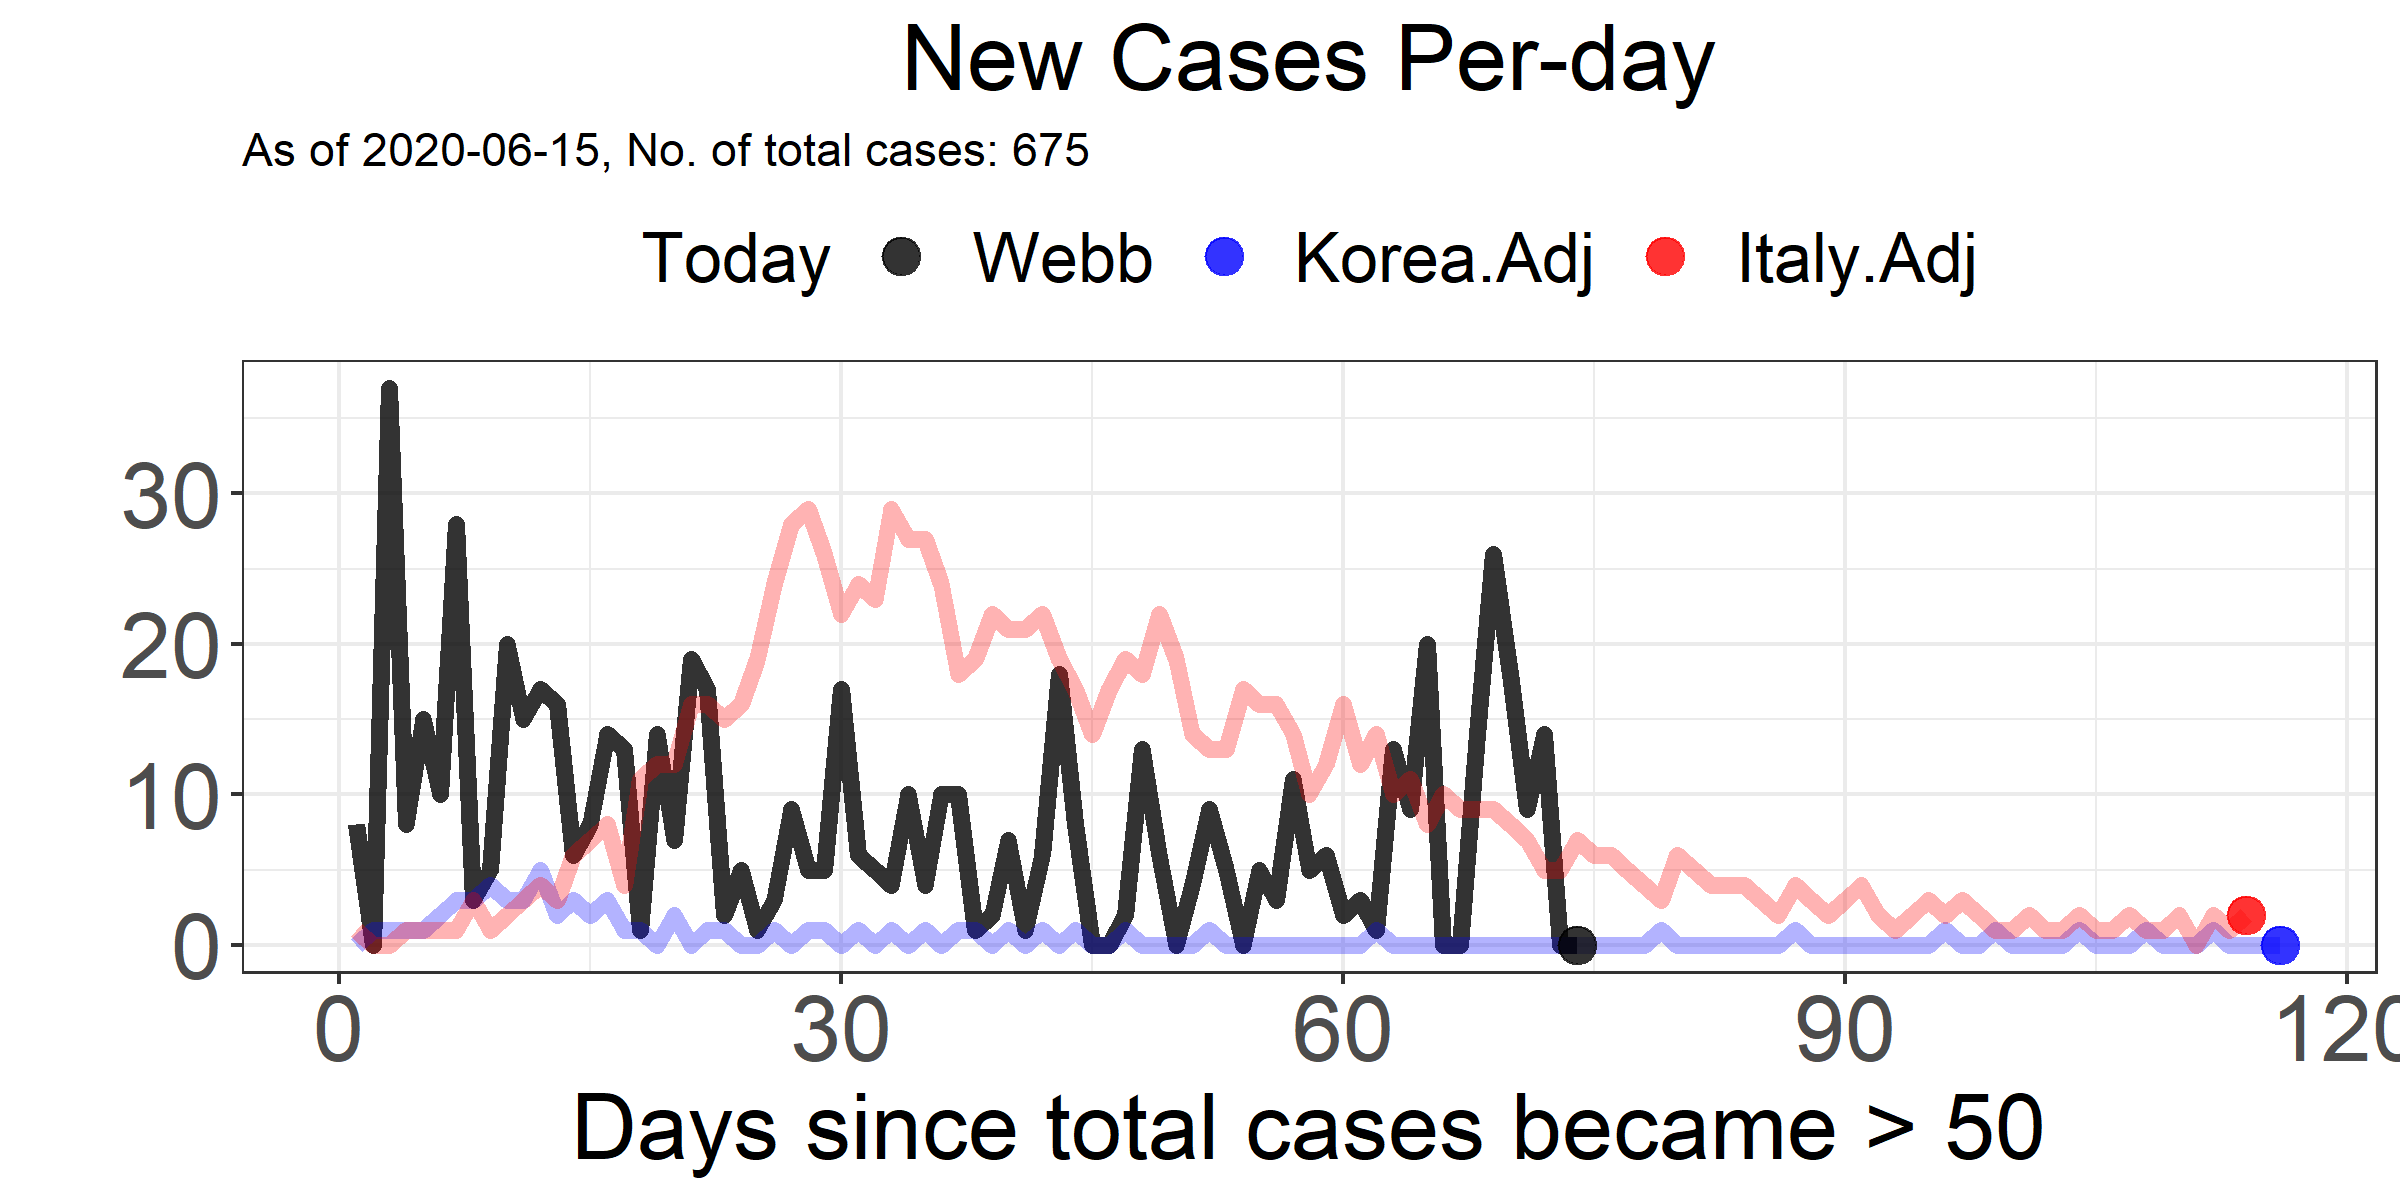 New Cases Per-day
As of 2020-06-15, No. of total cases: 675
Today Webb Korea.Adj Italy.Adj
30
20
10
0
0 30 60 90 120
Days since total cases became > 50